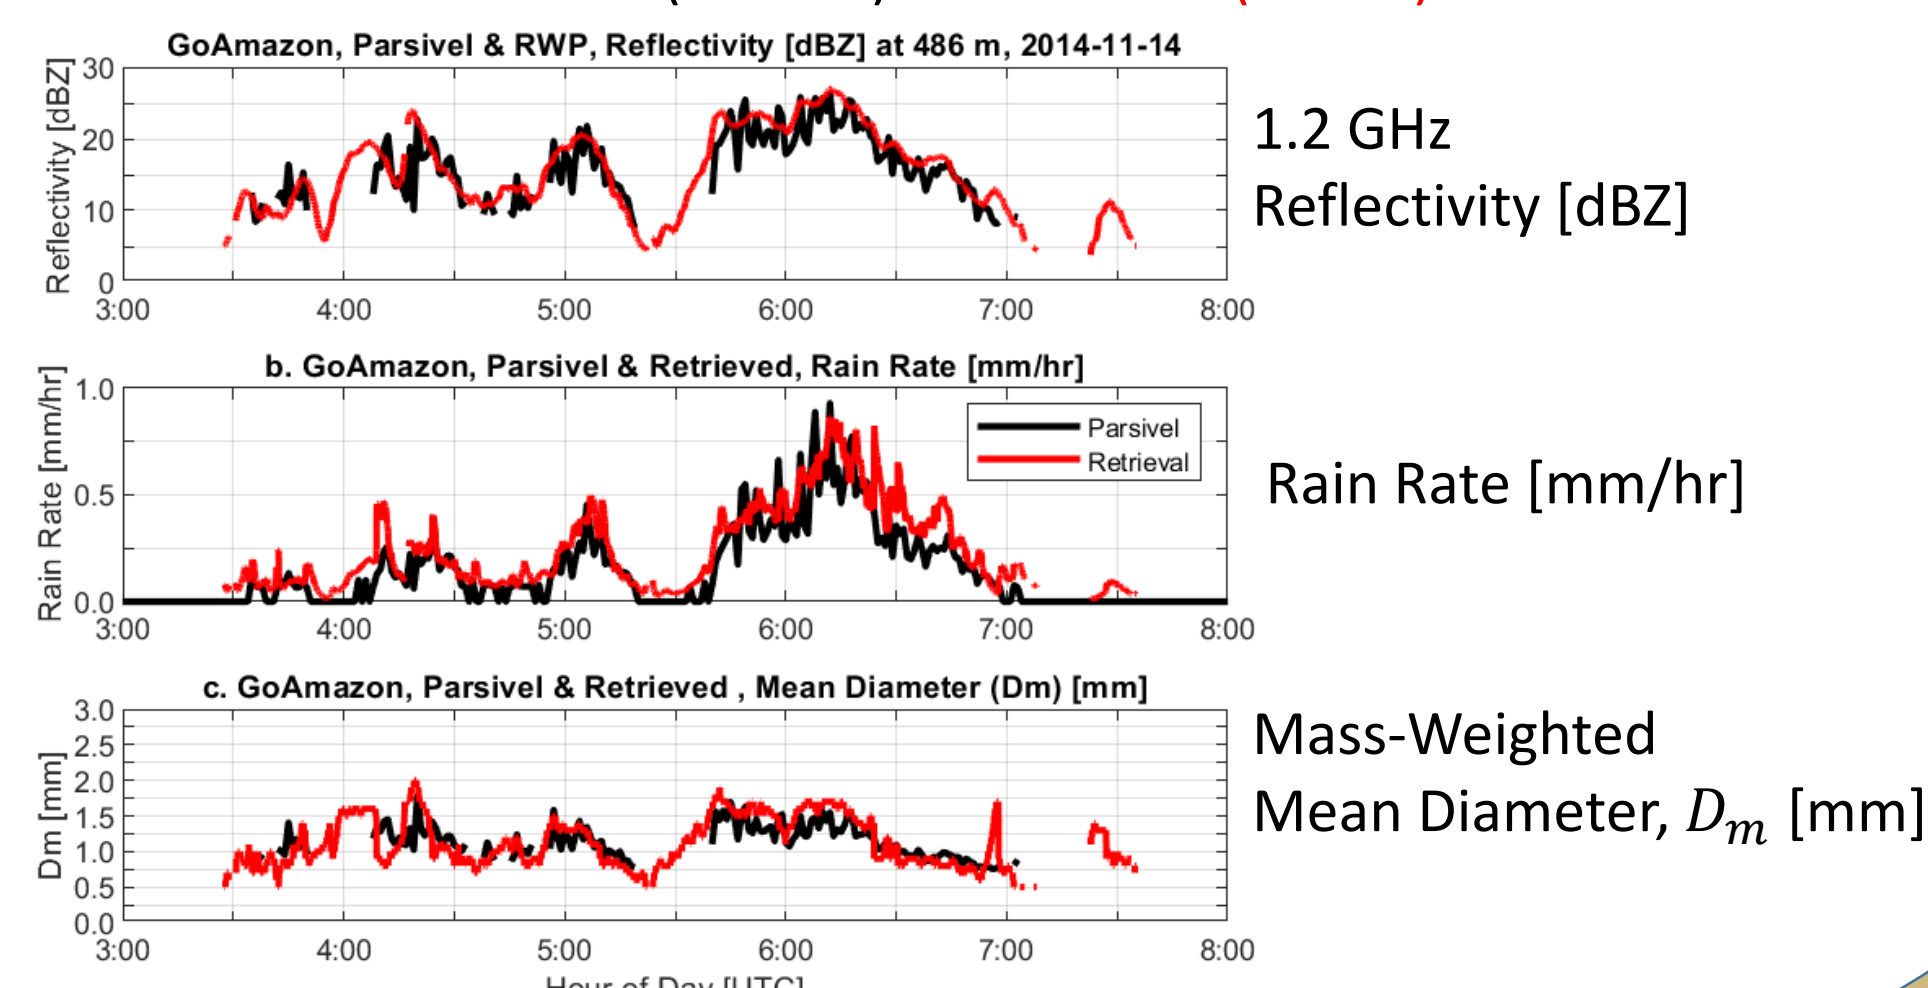 GoAmazon, Parsivel & RWP, Reflectivity [dBZ] at 486 m, 2014-11-14
Reflectivity [dBZ]
30
20
10
0
3:00 4:00 5:00 6:00 7:00 8:00
1.2 GHz
Reflectivity [dBZ]
b. GoAmazon, Parsivel & Retrieved, Rain Rate [mm/hr]
Rain Rate [mm/hr]
1.0
0.5
0.0
Parsivel
Retrieval
3:00 4:00 5:00 6:00 7:00 8:00
Rain Rate [mm/hr]
c. GoAmazon, Parsivel & Retrieved , Mean Diameter (Dm) [mm]
Dm [mm]
3.0
2.5
2.0
1.5
1.0
0.5
0.0
3:00 4:00 5:00 6:00 7:00 8:00
Hour of Day [UTC]
Mass-Weighted
Mean Diameter, D_m [mm]